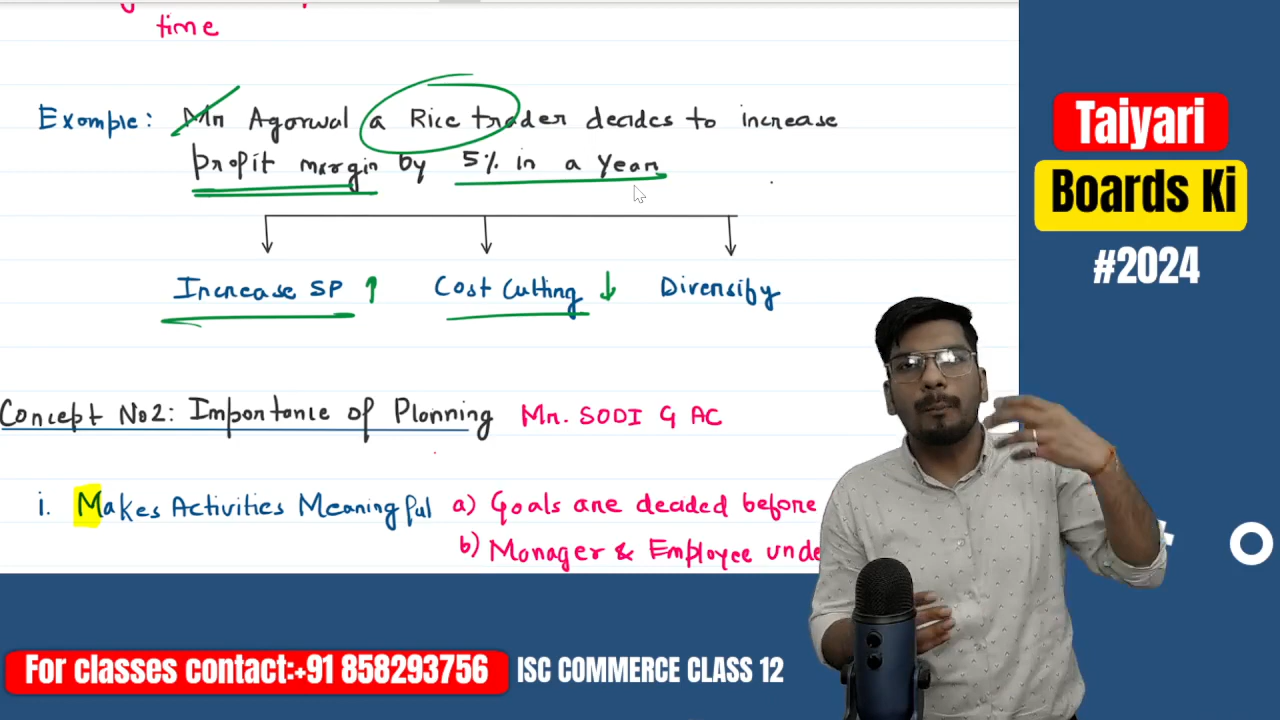 time
Example: Mr Agarwal a Rice trader decides to increase
profit margin by 5% in a Year
Increase SP ↑ Cost Cutting ↓ Diversify
Concept No2: Importance of Planning Mr. SODI G AC
i. Makes Activities Meaningful a) Goals are decided before
b) Manager & Employee unde
Taiyari
Boards Ki
#2024
For classes contact:+91 858293756 ISC COMMERCE CLASS 12